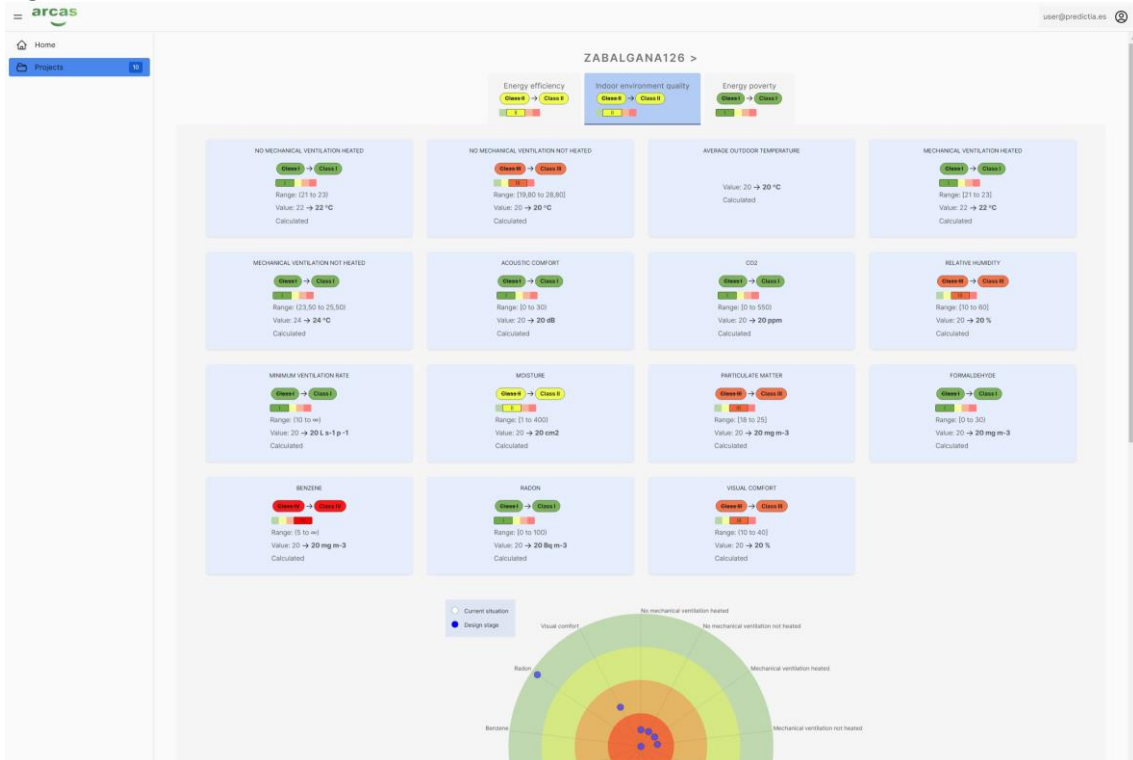 arcas
user@predictia.es
Home
Projects 10
ZABALGANA126 >
Energy efficiency
Class II → Class II
II
Indoor environment quality
Class II → Class II
II
Energy poverty
Class I → Class I
I
NO MECHANICAL VENTILATION HEATED
Class I → Class I
I
Range: (21 to 23)
Value: 22 → 22 ºC
Calculated
NO MECHANICAL VENTILATION NOT HEATED
Class III → Class III
III
Range: [19,80 to 28,80]
Value: 20 → 20 ºC
Calculated
AVERAGE OUTDOOR TEMPERATURE
Value: 20 → 20 ºC
Calculated
MECHANICAL VENTILATION HEATED
Class I → Class I
I
Range: [21 to 23]
Value: 22 → 22 ºC
Calculated
MECHANICAL VENTILATION NOT HEATED
Class I → Class I
I
Range: (23,50 to 25,50)
Value: 24 → 24 ºC
Calculated
ACOUSTIC COMFORT
Class I → Class I
I
Range: [0 to 30)
Value: 20 → 20 dB
Calculated
CO2
Class I → Class I
I
Range: [0 to 550)
Value: 20 → 20 ppm
Calculated
RELATIVE HUMIDITY
Class III → Class III
III
Range: [10 to 60]
Value: 20 → 20 %
Calculated
MINIMUM VENTILATION RATE
Class I → Class I
I
Range: (10 to ∞)
Value: 20 → 20 L s-1 p -1
Calculated
MOISTURE
Class II → Class II
II
Range: [1 to 400]
Value: 20 → 20 cm2
Calculated
PARTICULATE MATTER
Class III → Class III
III
Range: [18 to 25]
Value: 20 → 20 mg m-3
Calculated
FORMALDEHYDE
Class I → Class I
I
Range: [0 to 30)
Value: 20 → 20 mg m-3
Calculated
BENZENE
Class IV → Class IV
IV
Range: (5 to ∞)
Value: 20 → 20 mg m-3
Calculated
RADON
Class I → Class I
I
Range: [0 to 100)
Value: 20 → 20 Bq m-3
Calculated
VISUAL COMFORT
Class III → Class III
III
Range: (10 to 40]
Value: 20 → 20 %
Calculated
Current situation
Design stage
No mechanical ventilation heated
Visual comfort
No mechanical ventilation not heated
Radon
Mechanical ventilation heated
Benzene
Mechanical ventilation not heated